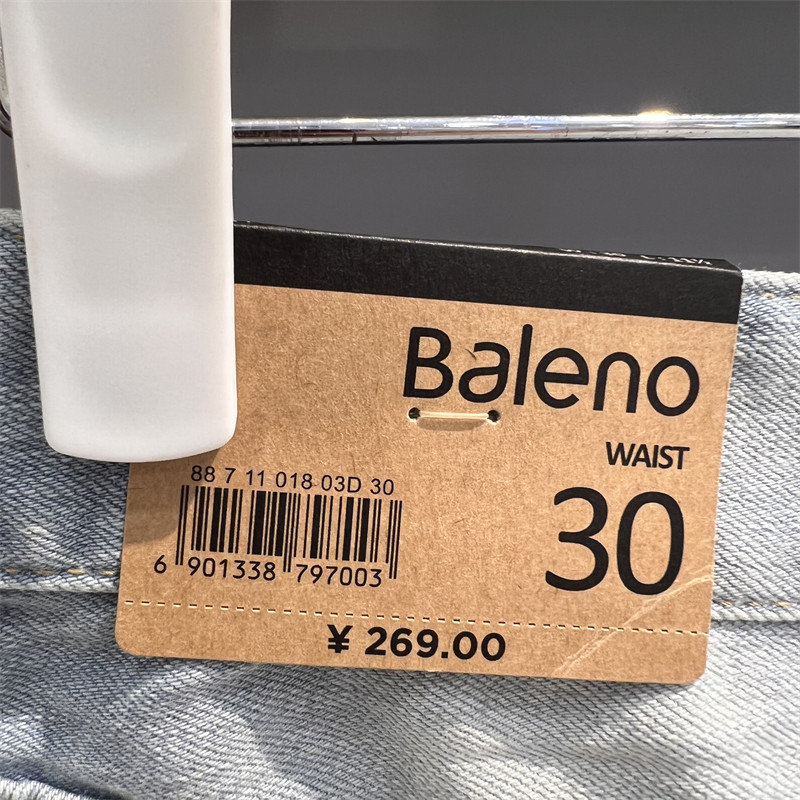 Baleno
WAIST
30
88 7 11 018 03D 30
6 901338 797003
¥ 269.00